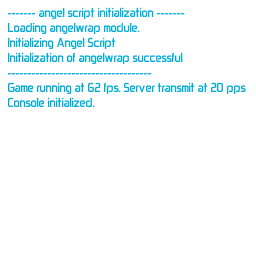 ------- angel script initialization -------
Loading angelwrap module.
Initializing Angel Script
Initialization of angelwrap successful
------------------------------------
Game running at 62 fps. Server transmit at 20 pps
Console initialized.